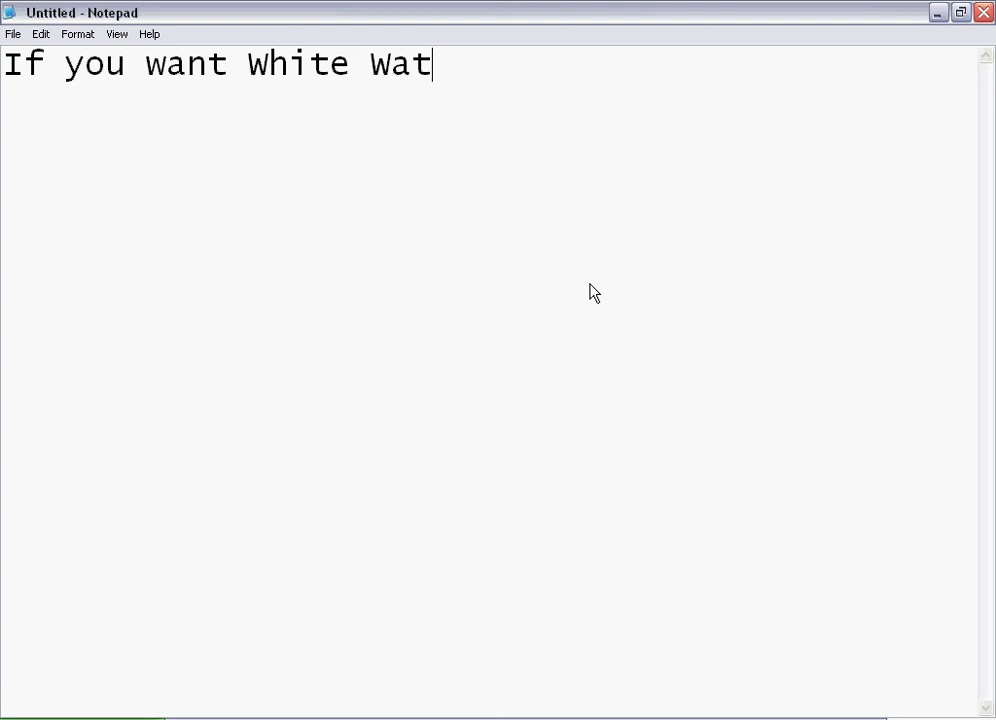 Untitled - Notepad
File Edit Format View Help
If you want White Wat